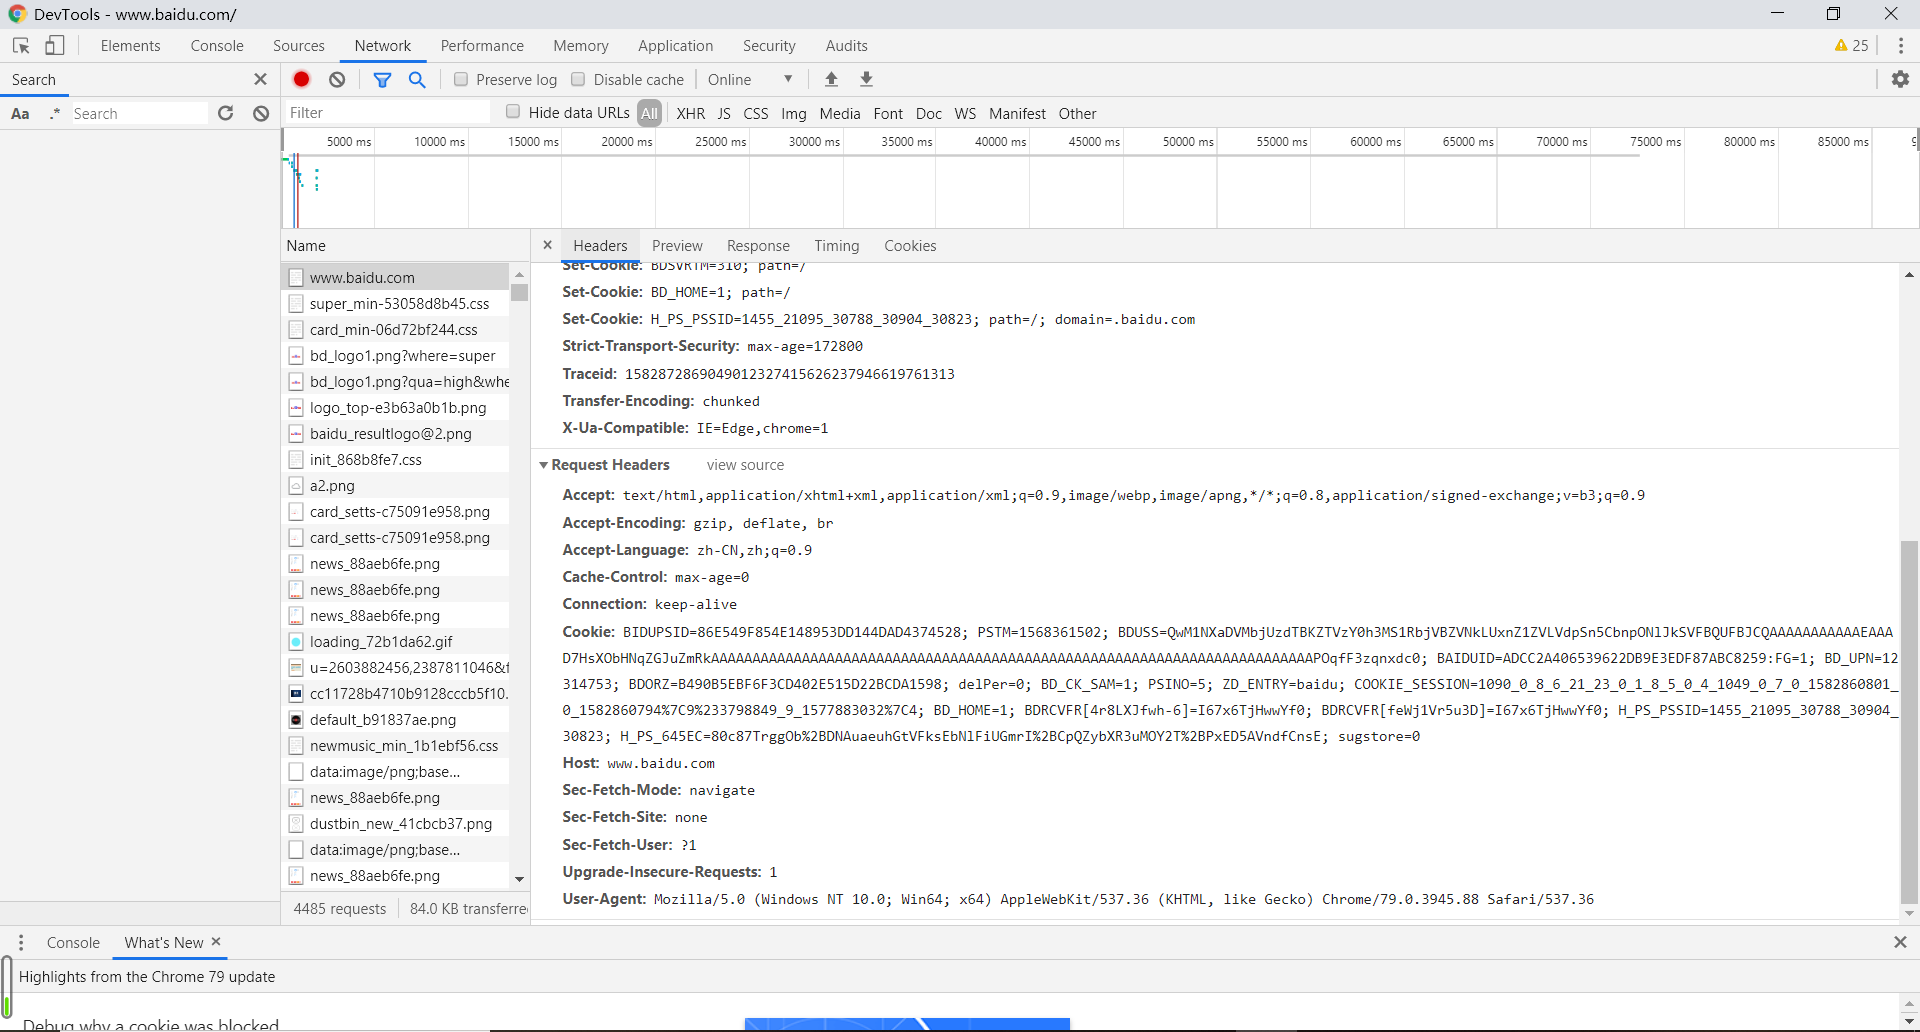 DevTools - www.baidu.com/
Elements Console Sources Network Performance Memory Application Security Audits 25
Search
Preserve log Disable cache Online
Aa .* Search
Filter Hide data URLs All XHR JS CSS Img Media Font Doc WS Manifest Other
5000 ms 10000 ms 15000 ms 20000 ms 25000 ms 30000 ms 35000 ms 40000 ms 45000 ms 50000 ms 55000 ms 60000 ms 65000 ms 70000 ms 75000 ms 80000 ms 85000 ms
Name
www.baidu.com
super_min-53058d8b45.css
card_min-06d72bf244.css
bd_logo1.png?where=super
bd_logo1.png?qua=high&whe
logo_top-e3b63a0b1b.png
baidu_resultlogo@2.png
init_868b8fe7.css
a2.png
card_setts-c75091e958.png
card_setts-c75091e958.png
news_88aeb6fe.png
news_88aeb6fe.png
news_88aeb6fe.png
loading_72b1da62.gif
u=2603882456,2387811046&f
cc11728b4710b9128cccb5f10.
default_b91837ae.png
newmusic_min_1b1ebf56.css
data:image/png;base...
news_88aeb6fe.png
dustbin_new_41cbcb37.png
data:image/png;base...
news_88aeb6fe.png
4485 requests 84.0 KB transferre
Headers Preview Response Timing Cookies
Set-Cookie: BDSVRTM=310; path=/
Set-Cookie: BD_HOME=1; path=/
Set-Cookie: H_PS_PSSID=1455_21095_30788_30904_30823; path=/; domain=.baidu.com
Strict-Transport-Security: max-age=172800
Traceid: 1582872869049012327415626237946619761313
Transfer-Encoding: chunked
X-Ua-Compatible: IE=Edge,chrome=1
Request Headers view source
Accept: text/html,application/xhtml+xml,application/xml;q=0.9,image/webp,image/apng,*/*;q=0.8,application/signed-exchange;v=b3;q=0.9
Accept-Encoding: gzip, deflate, br
Accept-Language: zh-CN,zh;q=0.9
Cache-Control: max-age=0
Connection: keep-alive
Cookie: BIDUPSID=86E549F854E148953DD144DAD4374528; PSTM=1568361502; BDUSS=QwM1NXaDVMbjUzdTBKZTVzY0h3MS1RbjVBZVNkLUxnZ1ZVLVdpSn5CbnpONlJkSVFBQUFBJCQAAAAAAAAAAAEAAA
D7HsXObHNqZGJuZmRkAAAAAAAAAAAAAAAAAAAAAAAAAAAAAAAAAAAAAAAAAAAAAAAAAAAAAAAAAAAAAAAAAAAAAAAAAAAPOqfF3zqnxdc0; BAIDUID=ADCC2A406539622DB9E3EDF87ABC8259:FG=1; BD_UPN=12
314753; BDORZ=B490B5EBF6F3CD402E515D22BCDA1598; delPer=0; BD_CK_SAM=1; PSINO=5; ZD_ENTRY=baidu; COOKIE_SESSION=1090_0_8_6_21_23_0_1_8_5_0_4_1049_0_7_0_1582860801_
0_1582860794%7C9%233798849_9_1577883032%7C4; BD_HOME=1; BDRCVFR[4r8LXJfwh-6]=I67x6TjHwwYf0; BDRCVFR[feWj1Vr5u3D]=I67x6TjHwwYf0; H_PS_PSSID=1455_21095_30788_30904_
30823; H_PS_645EC=80c87TrggOb%2BDNAuaeuhGtVFksEbNlFiUGmrI%2BCpQZybXR3uMOY2T%2BPxED5AVndfCnsE; sugstore=0
Host: www.baidu.com
Sec-Fetch-Mode: navigate
Sec-Fetch-Site: none
Sec-Fetch-User: ?1
Upgrade-Insecure-Requests: 1
User-Agent: Mozilla/5.0 (Windows NT 10.0; Win64; x64) AppleWebKit/537.36 (KHTML, like Gecko) Chrome/79.0.3945.88 Safari/537.36
Console What's New
Highlights from the Chrome 79 update
Debug why a cookie was blocked